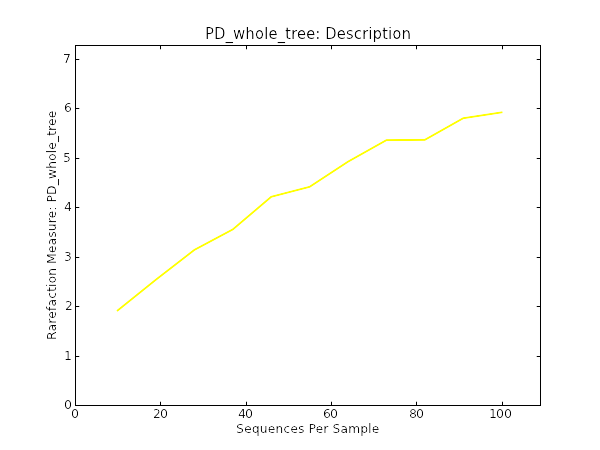 PD_whole_tree: Description
7
6
5
4
3
2
1
0
Rarefaction Measure: PD_whole_tree
0 20 40 60 80 100
Sequences Per Sample